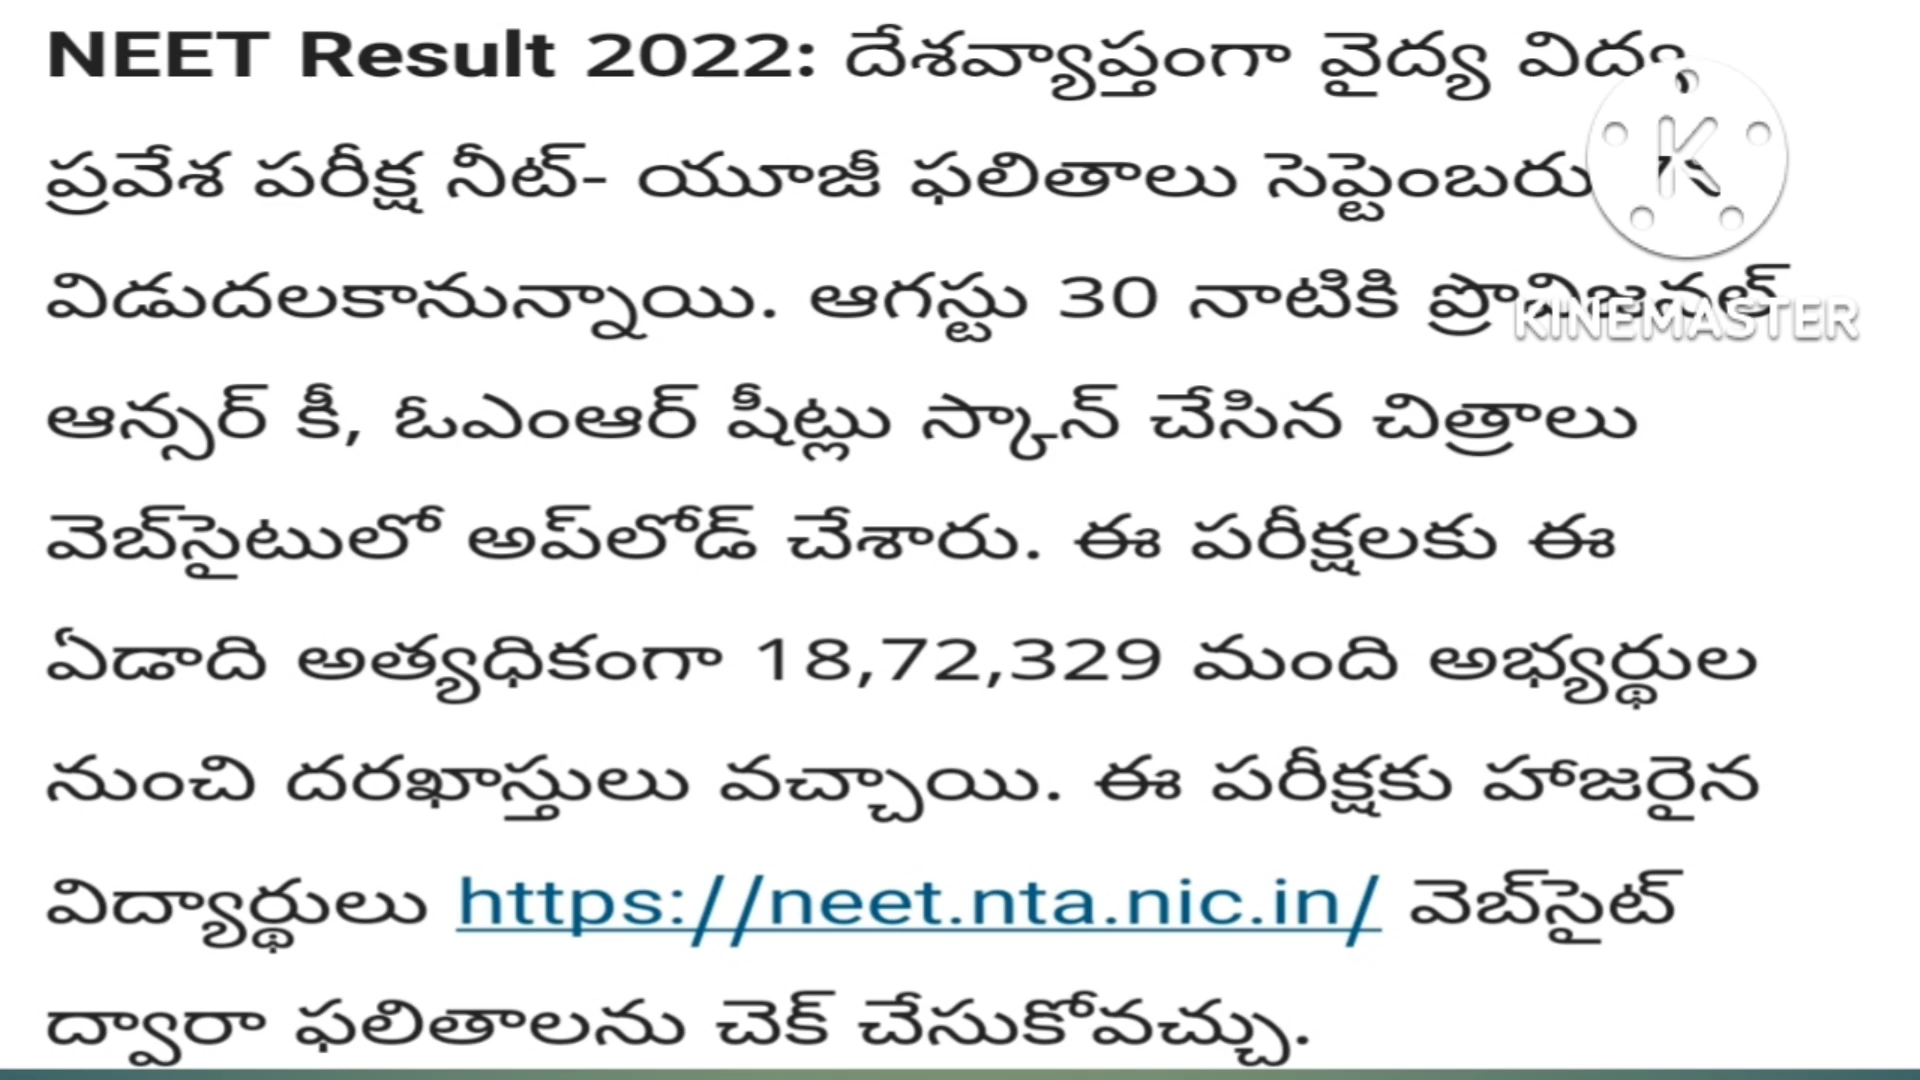 NEET Result 2022: దేశవ్యాప్తంగా వైద్య విద్య
ప్రవేశ పరీక్ష నీట్- యూజీ ఫలితాలు సెప్టెంబరు
విడుదలకానున్నాయి. ఆగస్టు 30 నాటికి ప్రొవిజనల్
ఆన్సర్ కీ, ఓఎంఆర్ షీట్లు స్కాన్ చేసిన చిత్రాలు
వెబ్‌సైటులో అప్‌లోడ్ చేశారు. ఈ పరీక్షలకు ఈ
ఏడాది అత్యధికంగా 18,72,329 మంది అభ్యర్థుల
నుంచి దరఖాస్తులు వచ్చాయి. ఈ పరీక్షకు హాజరైన
విద్యార్థులు https://neet.nta.nic.in/ వెబ్‌సైట్
ద్వారా ఫలితాలను చెక్ చేసుకోవచ్చు.
K
KINEMASTER